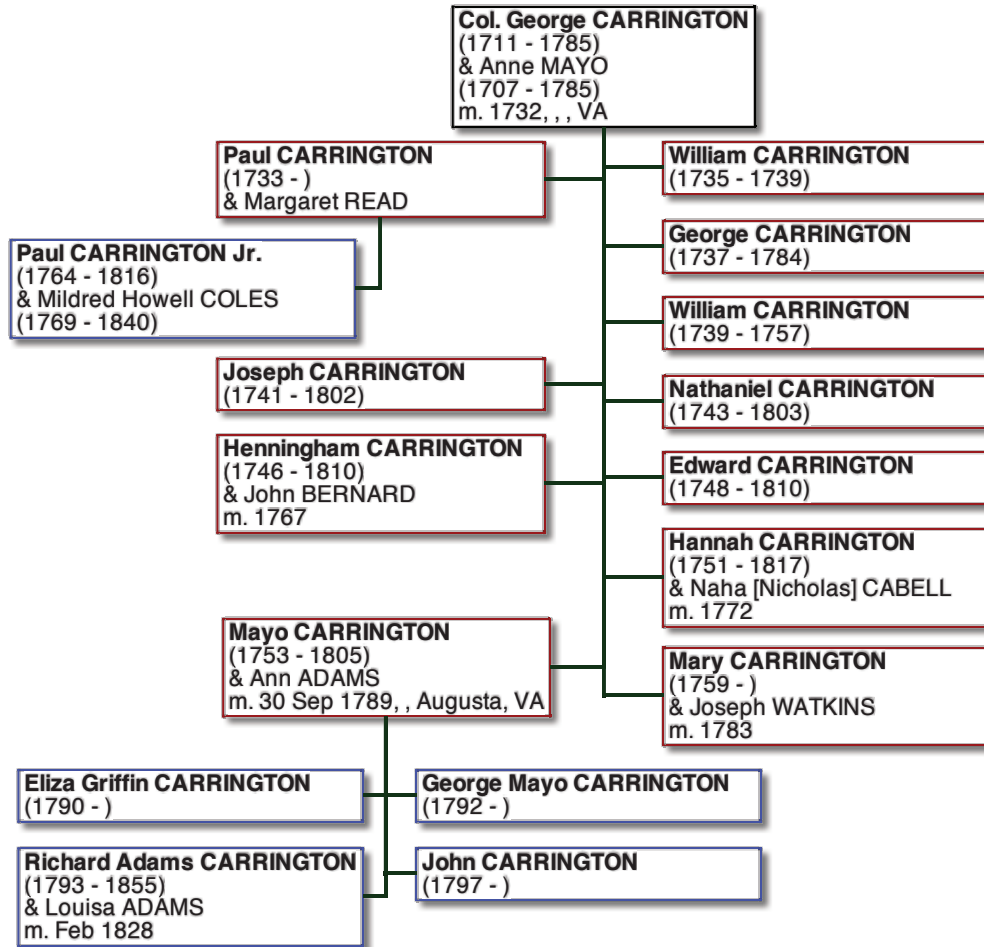 Col. George CARRINGTON
(1711 - 1785)
& Anne MAYO
(1707 - 1785)
m. 1732, , , VA
Paul CARRINGTON
(1733 - )
& Margaret READ
William CARRINGTON
(1735 - 1739)
Paul CARRINGTON Jr.
(1764 - 1816)
& Mildred Howell COLES
(1769 - 1840)
George CARRINGTON
(1737 - 1784)
William CARRINGTON
(1739 - 1757)
Joseph CARRINGTON
(1741 - 1802)
Nathaniel CARRINGTON
(1743 - 1803)
Henningham CARRINGTON
(1746 - 1810)
& John BERNARD
m. 1767
Edward CARRINGTON
(1748 - 1810)
Hannah CARRINGTON
(1751 - 1817)
& Naha [Nicholas] CABELL
m. 1772
Mayo CARRINGTON
(1753 - 1805)
& Ann ADAMS
m. 30 Sep 1789, , Augusta, VA
Mary CARRINGTON
(1759 - )
& Joseph WATKINS
m. 1783
Eliza Griffin CARRINGTON
(1790 - )
George Mayo CARRINGTON
(1792 - )
Richard Adams CARRINGTON
(1793 - 1855)
& Louisa ADAMS
m. Feb 1828
John CARRINGTON
(1797 - )